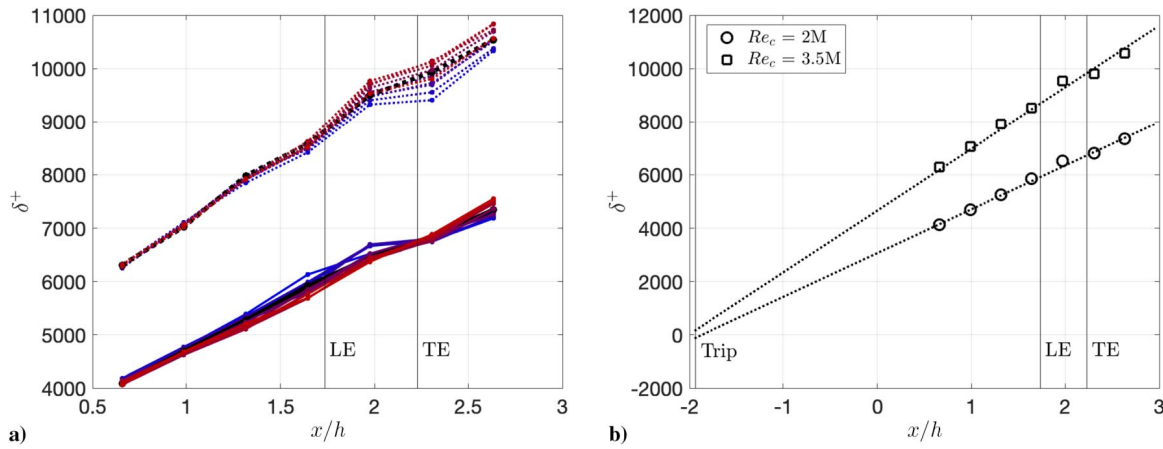 11000
10000
9000
8000
7000
6000
5000
4000
δ⁺
LE
TE
0.5 1 1.5 2 2.5 3
x/h
a)
12000
10000
8000
6000
4000
2000
0
-2000
δ⁺
Re_c = 2M
Re_c = 3.5M
Trip
LE
TE
-2 -1 0 1 2 3
x/h
b)